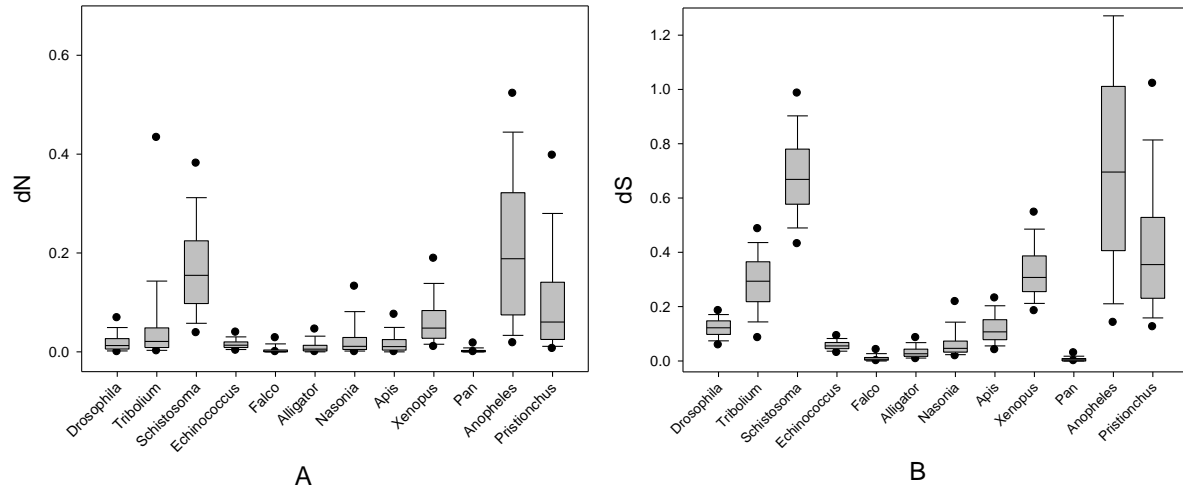 0.6
0.4
0.2
0.0
dN
Drosophila
Tribolium
Schistosoma
Echinococcus
Falco
Alligator
Nasonia
Apis
Xenopus
Pan
Anopheles
Pristionchus
A
1.2
1.0
0.8
0.6
0.4
0.2
0.0
dS
Drosophila
Tribolium
Schistosoma
Echinococcus
Falco
Alligator
Nasonia
Apis
Xenopus
Pan
Anopheles
Pristionchus
B